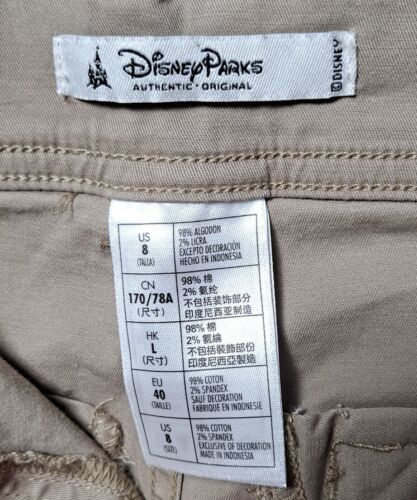 Disney Parks
AUTHENTIC · ORIGINAL
©DISNEY
US
8
(TALLA)
98% ALGODON
2% LICRA
EXCEPTO DECORACIÓN
HECHO EN INDONESIA
CN
170/78A
(尺寸)
98% 棉
2% 氨纶
不包括装饰部分
印度尼西亚制造
HK
L
(尺寸)
98% 棉
2% 氨綸
不包括裝飾部份
印度尼西亞製造
EU
40
(TAILLE)
98% COTON
2% SPANDEX
SAUF DECORATION
FABRIQUE EN INDONESIE
US
8
(SIZE)
98% COTTON
2% SPANDEX
EXCLUSIVE OF DECORATION
MADE IN INDONESIA